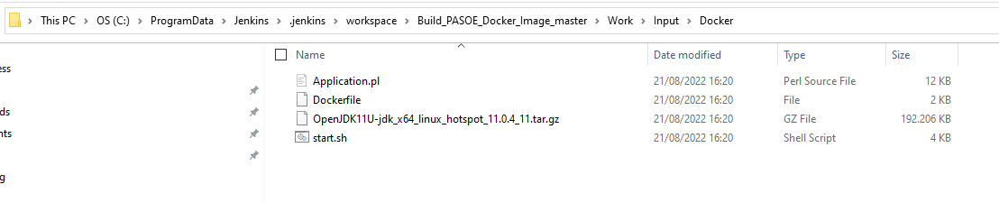 This PC > OS (C:) > ProgramData > Jenkins > .jenkins > workspace > Build_PASOE_Docker_Image_master > Work > Input > Docker
Name Date modified Type Size
ess
Application.pl 21/08/2022 16:20 Perl Source File 12 KB
Dockerfile 21/08/2022 16:20 File 2 KB
ds
OpenJDK11U-jdk_x64_linux_hotspot_11.0.4_11.tar.gz 21/08/2022 16:20 GZ File 192.206 KB
nts
start.sh 21/08/2022 16:20 Shell Script 4 KB
g